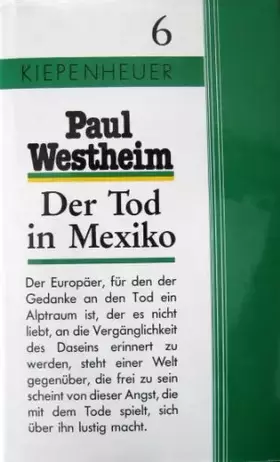 6
KIEPENHEUER
Paul
Westheim
Der Tod
in Mexiko
Der Europäer, für den der
Gedanke an den Tod ein
Alptraum ist, der es nicht
liebt, an die Vergänglichkeit
des Daseins erinnert zu
werden, steht einer Welt
gegenüber, die frei zu sein
scheint von dieser Angst, die
mit dem Tode spielt, sich
über ihn lustig macht.